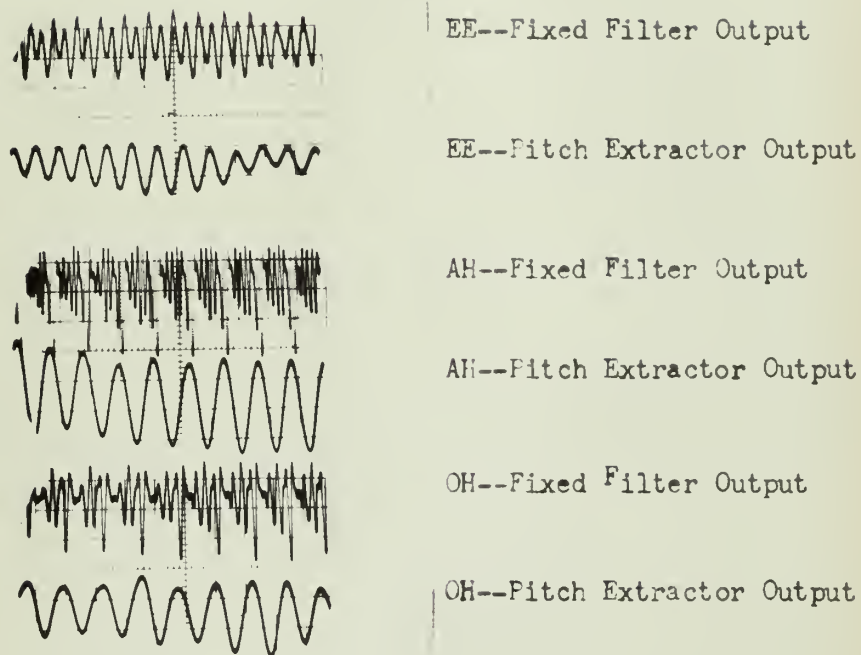 EE--Fixed Filter Output
EE--Pitch Extractor Output
AH--Fixed Filter Output
AH--Pitch Extractor Output
OH--Fixed Filter Output
OH--Pitch Extractor Output